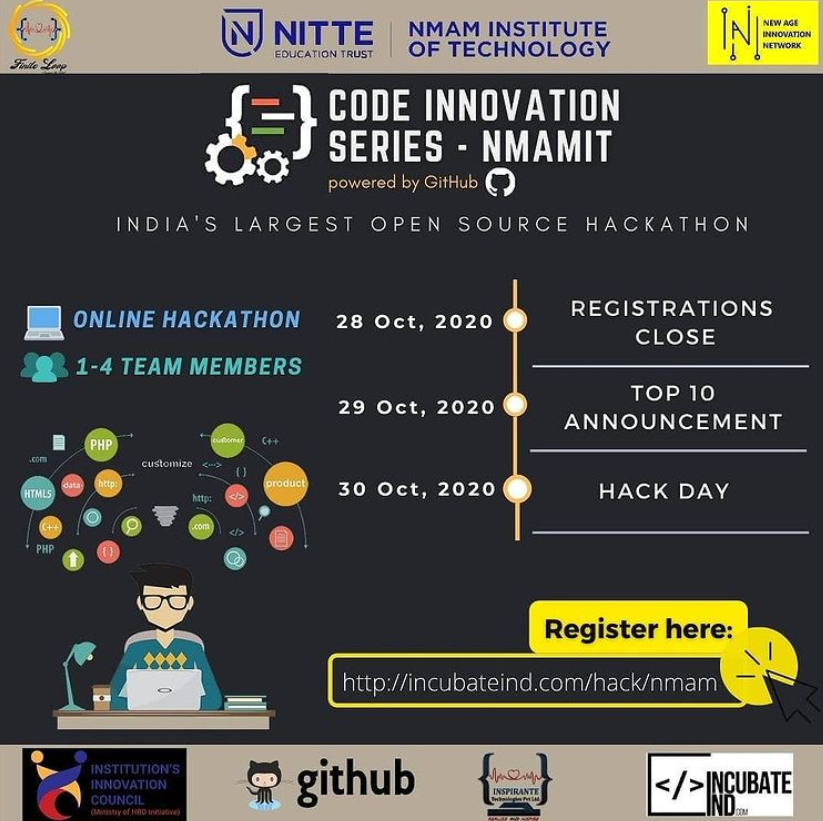 Finite Loop
NITTE
EDUCATION TRUST
NMAM INSTITUTE
OF TECHNOLOGY
NEW AGE
INNOVATION
NETWORK
CODE INNOVATION
SERIES - NMAMIT
powered by GitHub
INDIA'S LARGEST OPEN SOURCE HACKATHON
ONLINE HACKATHON
1-4 TEAM MEMBERS
28 Oct, 2020
REGISTRATIONS
CLOSE
29 Oct, 2020
TOP 10
ANNOUNCEMENT
30 Oct, 2020
HACK DAY
PHP
customer
C++
.com
customize
<--->
{ }
HTML5
data-
http:
</>
product
http:
C++
.com
</>
PHP
{ }
Register here:
http://incubateind.com/hack/nmam
INSTITUTION'S
INNOVATION
COUNCIL
(Ministry of HRD Initiative)
github
INSPIRANTE
Technologies Pvt Ltd.
</>INCUBATE
IND.COM